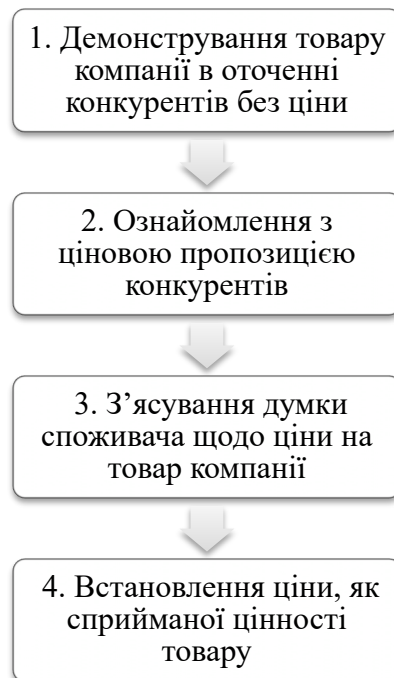 1. Демонстрування товару
компанії в оточенні
конкурентів без ціни
2. Ознайомлення з
ціновою пропозицією
конкурентів
3. З’ясування думки
споживача щодо ціни на
товар компанії
4. Встановлення ціни, як
сприйманої цінності
товару